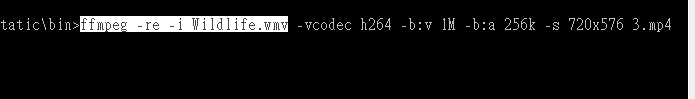 tatic\bin>ffmpeg -re -i Wildlife.wmv -vcodec h264 -b:v 1M -b:a 256k -s 720x576 3.mp4